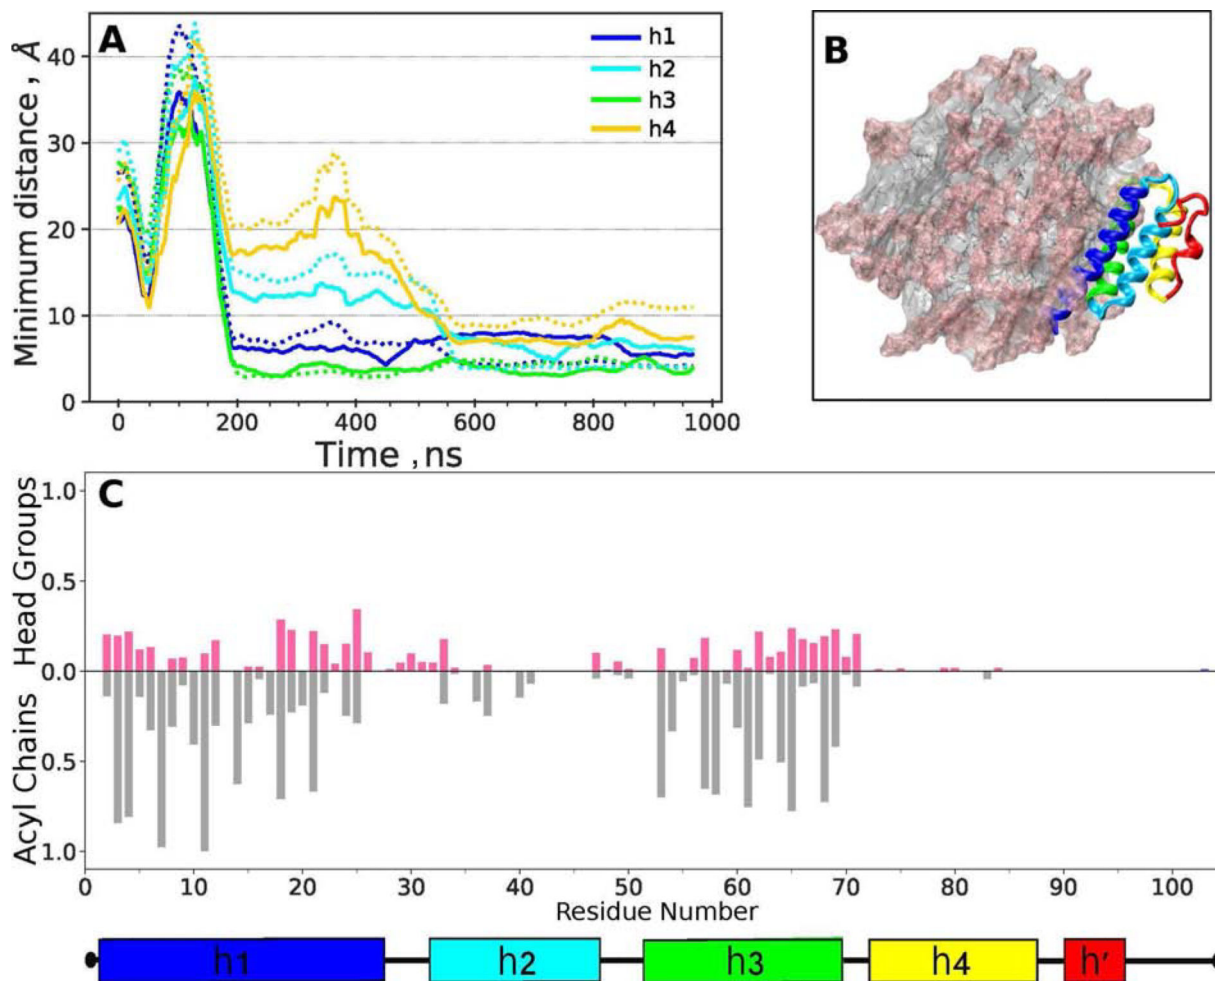 A
Minimum distance, Å
40
30
20
10
0
h1
h2
h3
h4
0 200 400 600 800 1000
Time ,ns
B
C
Head Groups
Acyl Chains
1.0
0.5
0.0
0.5
1.0
0 10 20 30 40 50 60 70 80 90 100
Residue Number
h1 h2 h3 h4 h'